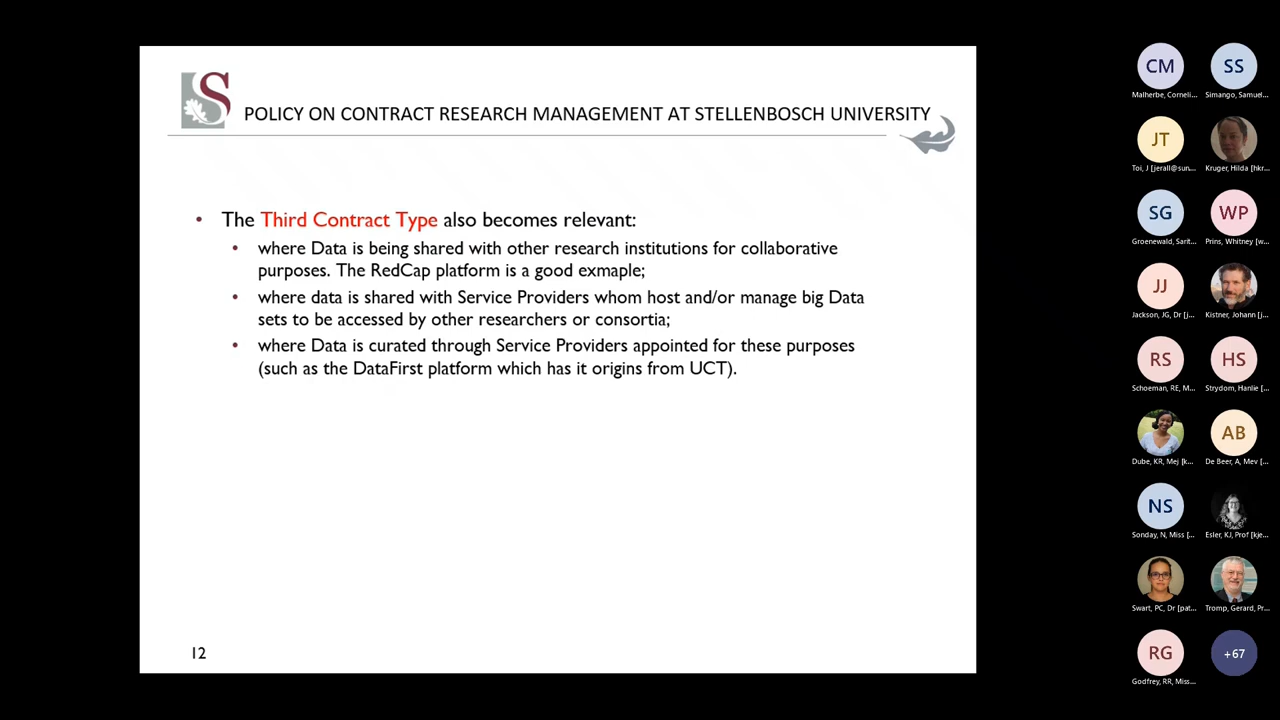 S
POLICY ON CONTRACT RESEARCH MANAGEMENT AT STELLENBOSCH UNIVERSITY
• The Third Contract Type also becomes relevant:
• where Data is being shared with other research institutions for collaborative
purposes. The RedCap platform is a good exmaple;
• where data is shared with Service Providers whom host and/or manage big Data
sets to be accessed by other researchers or consortia;
• where Data is curated through Service Providers appointed for these purposes
(such as the DataFirst platform which has it origins from UCT).
12
CM
Malherbe, Corneli...
SS
Simango, Samuel...
JT
Toi, J [jerall@sun,...
Kruger, Hilda [hkr...
SG
Groenewald, Sarit...
WP
Prins, Whitney [w...
JJ
Jackson, JG, Dr [j...
Kistner, Johann [j...
RS
Schoeman, RE, M...
HS
Strydom, Hanlie [...
Dube, KR, Mej [k...
AB
De Beer, A, Mev [...
NS
Sonday, N, Miss [...
Esler, KJ, Prof [kje...
Swart, PC, Dr [pat...
Tromp, Gerard, Pr...
RG
Godfrey, RR, Miss...
+67